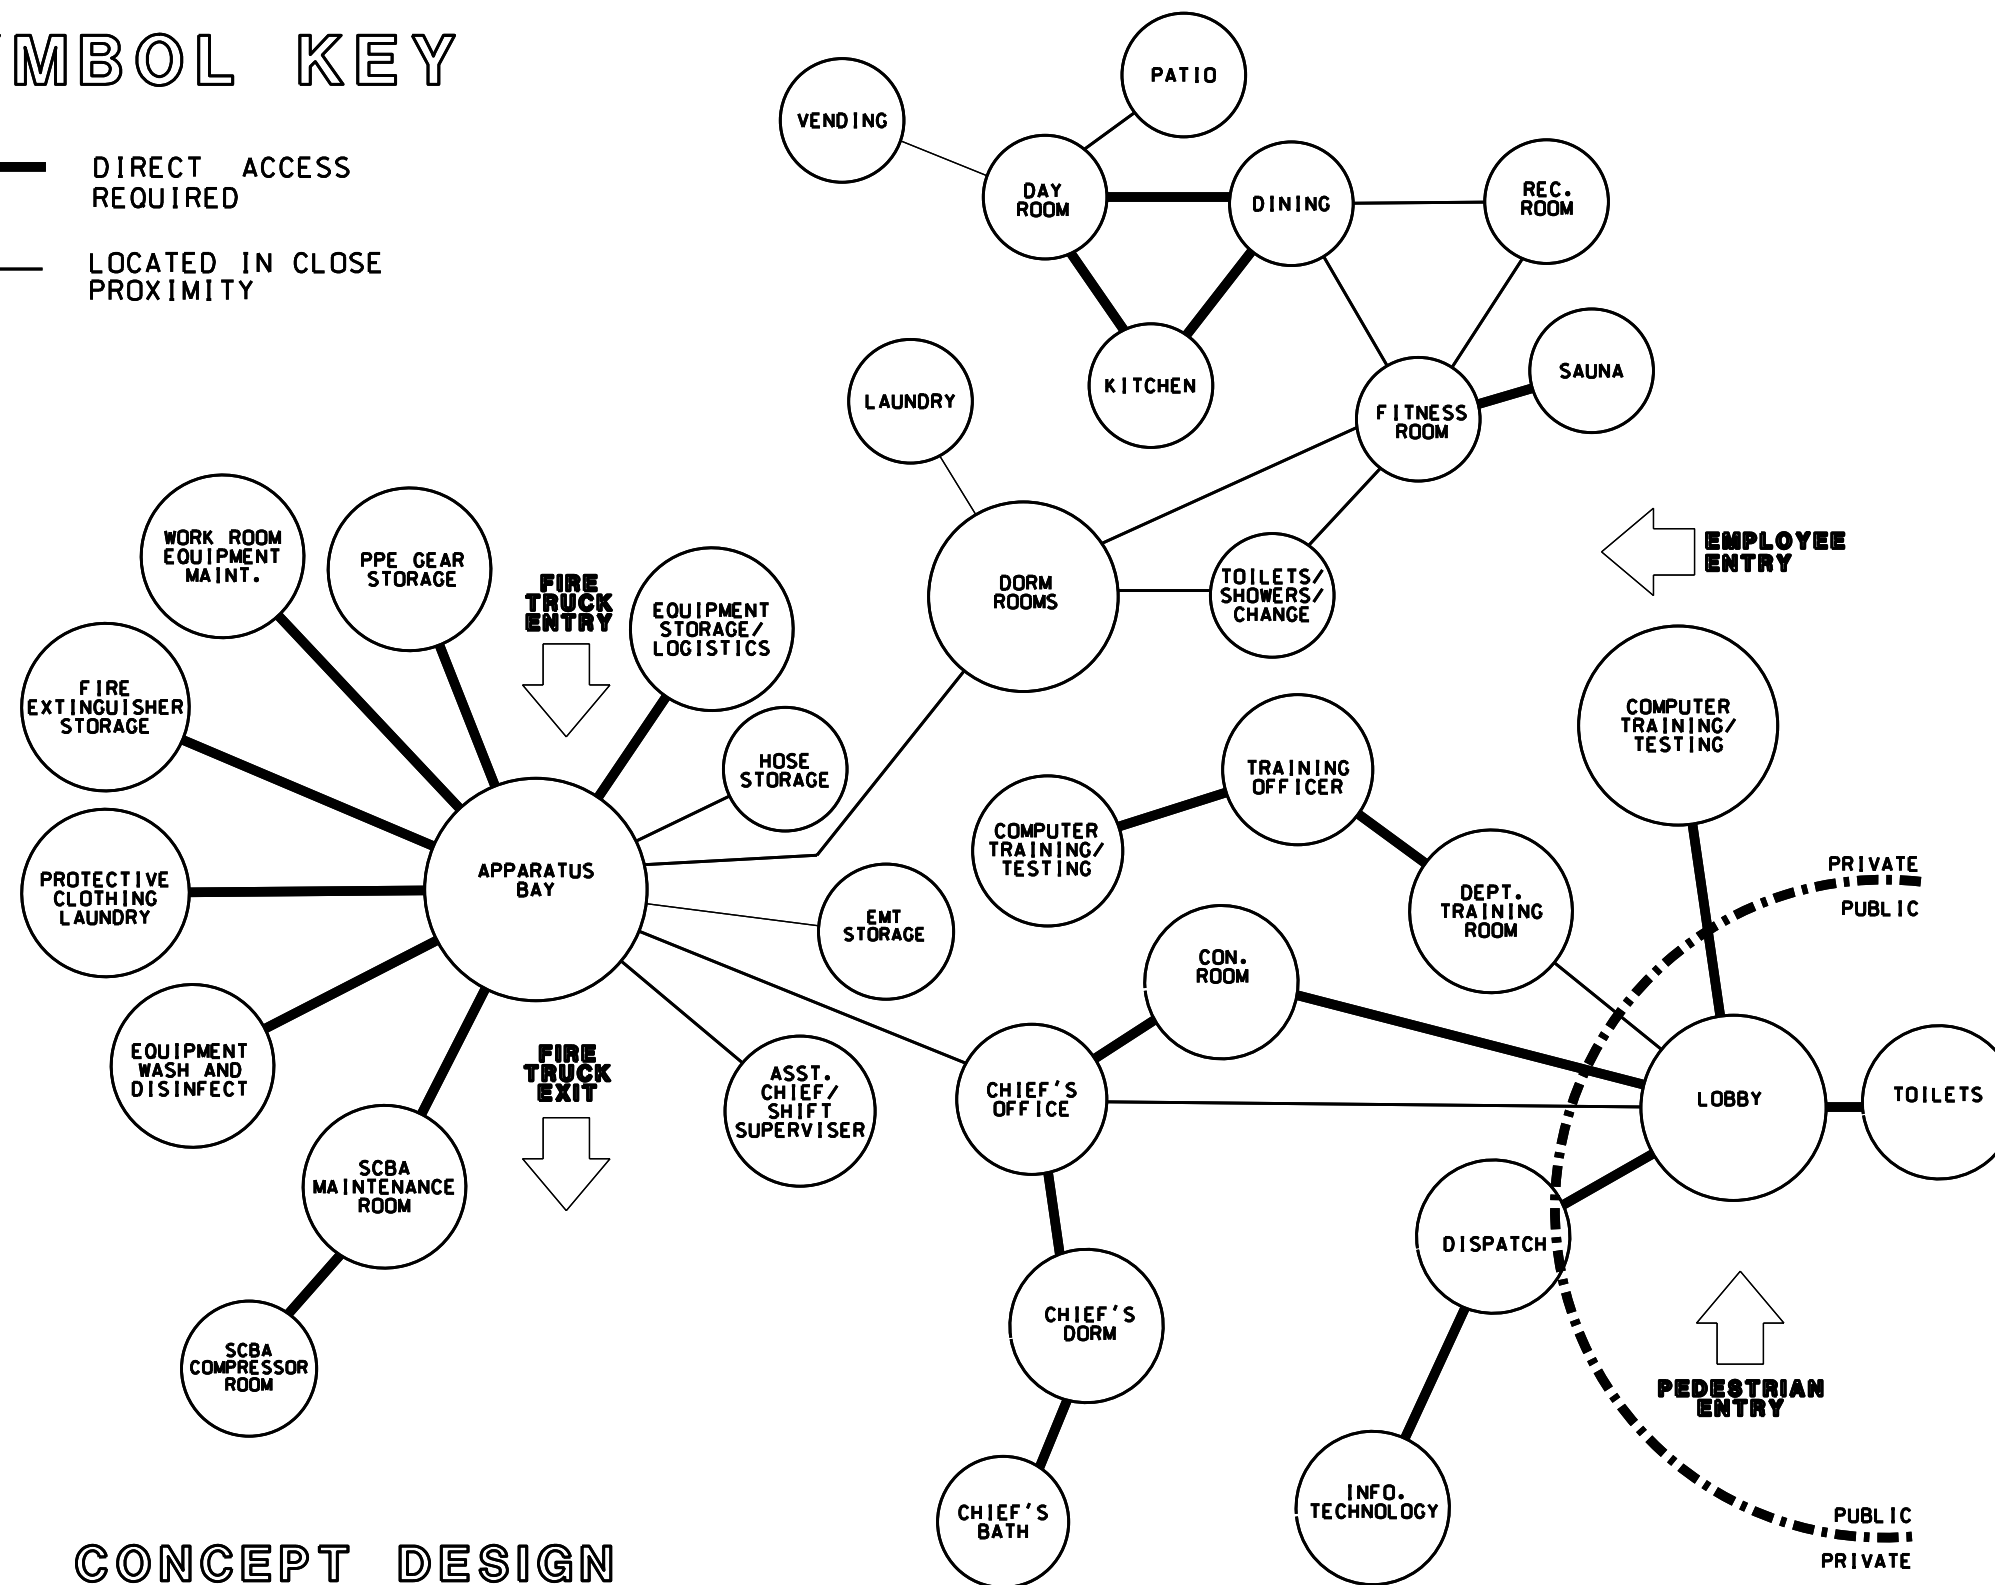 YMBOL KEY
DIRECT ACCESS
REQUIRED
LOCATED IN CLOSE
PROXIMITY
VENDING
PATIO
DAY
ROOM
DINING
REC.
ROOM
LAUNDRY
KITCHEN
FITNESS
ROOM
SAUNA
WORK ROOM
EQUIPMENT
MAINT.
PPE GEAR
STORAGE
FIRE
TRUCK
ENTRY
EQUIPMENT
STORAGE/
LOGISTICS
DORM
ROOMS
TOILETS/
SHOWERS/
CHANGE
EMPLOYEE
ENTRY
FIRE
EXTINGUISHER
STORAGE
HOSE
STORAGE
TRAINING
OFFICER
COMPUTER
TRAINING/
TESTING
COMPUTER
TRAINING/
TESTING
PROTECTIVE
CLOTHING
LAUNDRY
APPARATUS
BAY
EMT
STORAGE
DEPT.
TRAINING
ROOM
PRIVATE
PUBLIC
CON.
ROOM
EQUIPMENT
WASH AND
DISINFECT
FIRE
TRUCK
EXIT
ASST.
CHIEF/
SHIFT
SUPERVISER
CHIEF'S
OFFICE
LOBBY
TOILETS
SCBA
MAINTENANCE
ROOM
DISPATCH
SCBA
COMPRESSOR
ROOM
CHIEF'S
DORM
PEDESTRIAN
ENTRY
CHIEF'S
BATH
INFO.
TECHNOLOGY
PUBLIC
PRIVATE
CONCEPT DESIGN